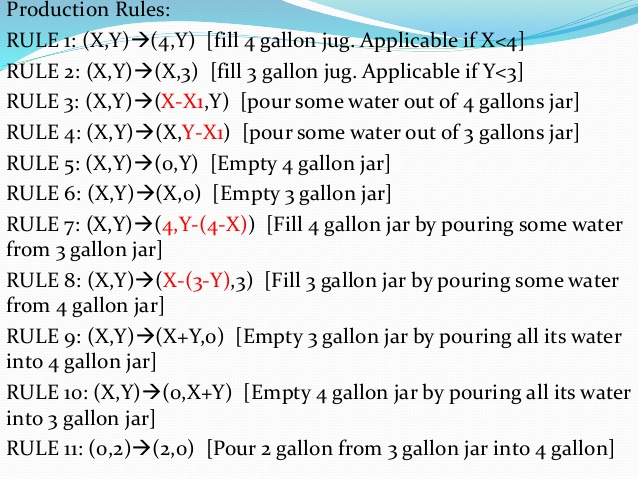 Production Rules:
RULE 1: (X,Y)→(4,Y) [fill 4 gallon jug. Applicable if X<4]
RULE 2: (X,Y)→(X,3) [fill 3 gallon jug. Applicable if Y<3]
RULE 3: (X,Y)→(X-X1,Y) [pour some water out of 4 gallons jar]
RULE 4: (X,Y)→(X,Y-X1) [pour some water out of 3 gallons jar]
RULE 5: (X,Y)→(0,Y) [Empty 4 gallon jar]
RULE 6: (X,Y)→(X,0) [Empty 3 gallon jar]
RULE 7: (X,Y)→(4,Y-(4-X)) [Fill 4 gallon jar by pouring some water
from 3 gallon jar]
RULE 8: (X,Y)→(X-(3-Y),3) [Fill 3 gallon jar by pouring some water
from 4 gallon jar]
RULE 9: (X,Y)→(X+Y,0) [Empty 3 gallon jar by pouring all its water
into 4 gallon jar]
RULE 10: (X,Y)→(0,X+Y) [Empty 4 gallon jar by pouring all its water
into 3 gallon jar]
RULE 11: (0,2)→(2,0) [Pour 2 gallon from 3 gallon jar into 4 gallon]